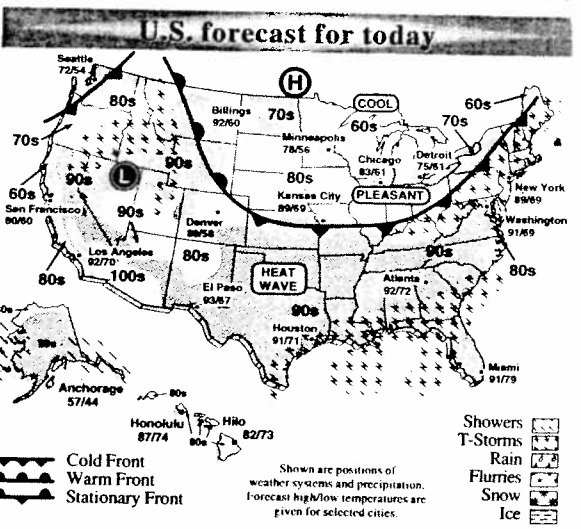 U.S. forecast for today
Seattle
72/54
80s
Billings
92/60
70s
H
COOL
60s
60s
70s
Minneapolis
78/56
Chicago
83/61
Detroit
75/61
70s
90s
L
90s
80s
60s
San Francisco
80/60
90s
Denver
Kansas City
89/69
PLEASANT
New York
89/69
Washington
91/69
80s
Los Angeles
92/70
80s
100s
80s
El Paso
93/67
HEAT
WAVE
90s
Atlanta
92/72
90s
Houston
91/71
Miami
91/79
Anchorage
57/44
80s
Honolulu
87/74
80s
Hilo
82/73
Cold Front
Warm Front
Stationary Front
Shown are positions of
weather systems and precipitation.
Forecast high/low temperatures are
given for selected cities.
Showers
T-Storms
Rain
Flurries
Snow
Ice